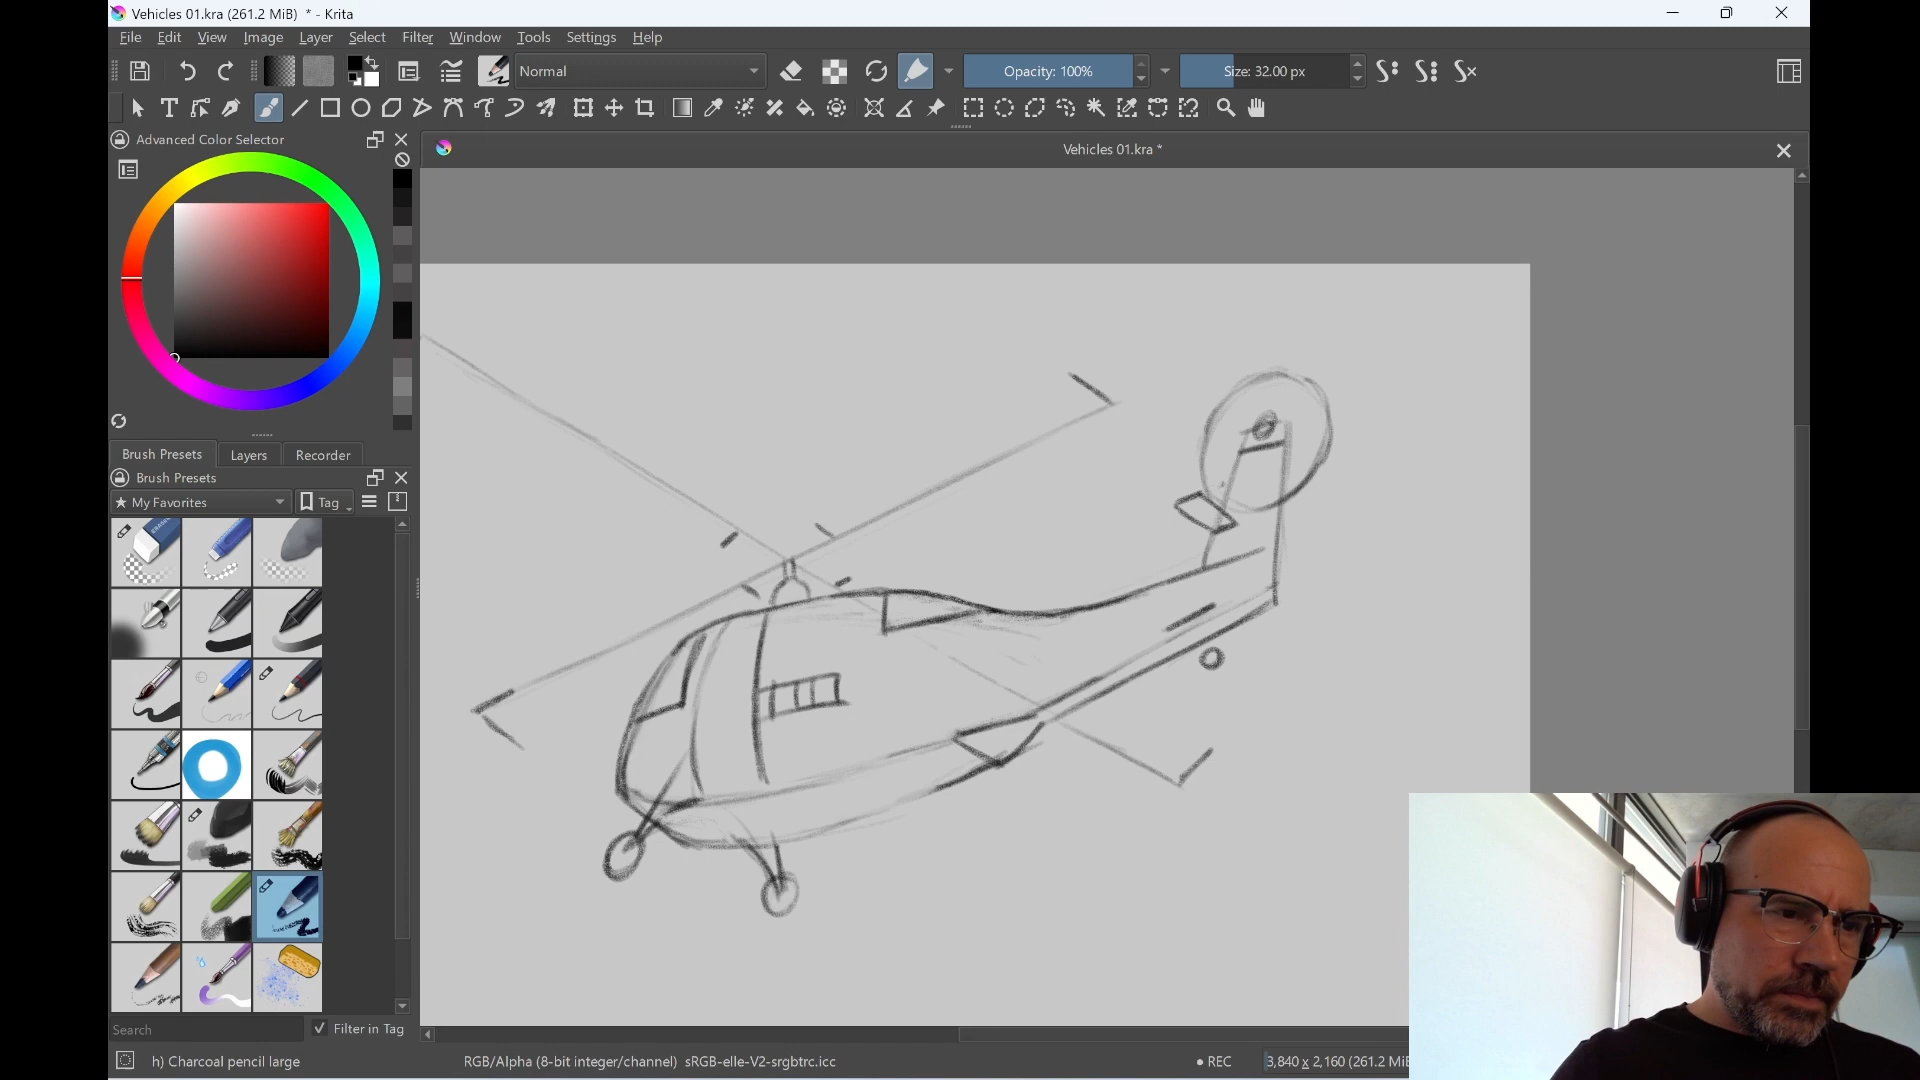 Vehicles 01.kra (261.2 MiB) * - Krita
File Edit View Image Layer Select Filter Window Tools Settings Help
Normal Opacity: 100% Size: 32.00 px
Advanced Color Selector
Vehicles 01.kra *
Brush Presets Layers Recorder
Brush Presets
My Favorites Tag
Search Filter in Tag
h) Charcoal pencil large RGB/Alpha (8-bit integer/channel) sRGB-elle-V2-srgbtrc.icc REC 3,840 x 2,160 (261.2 MiB